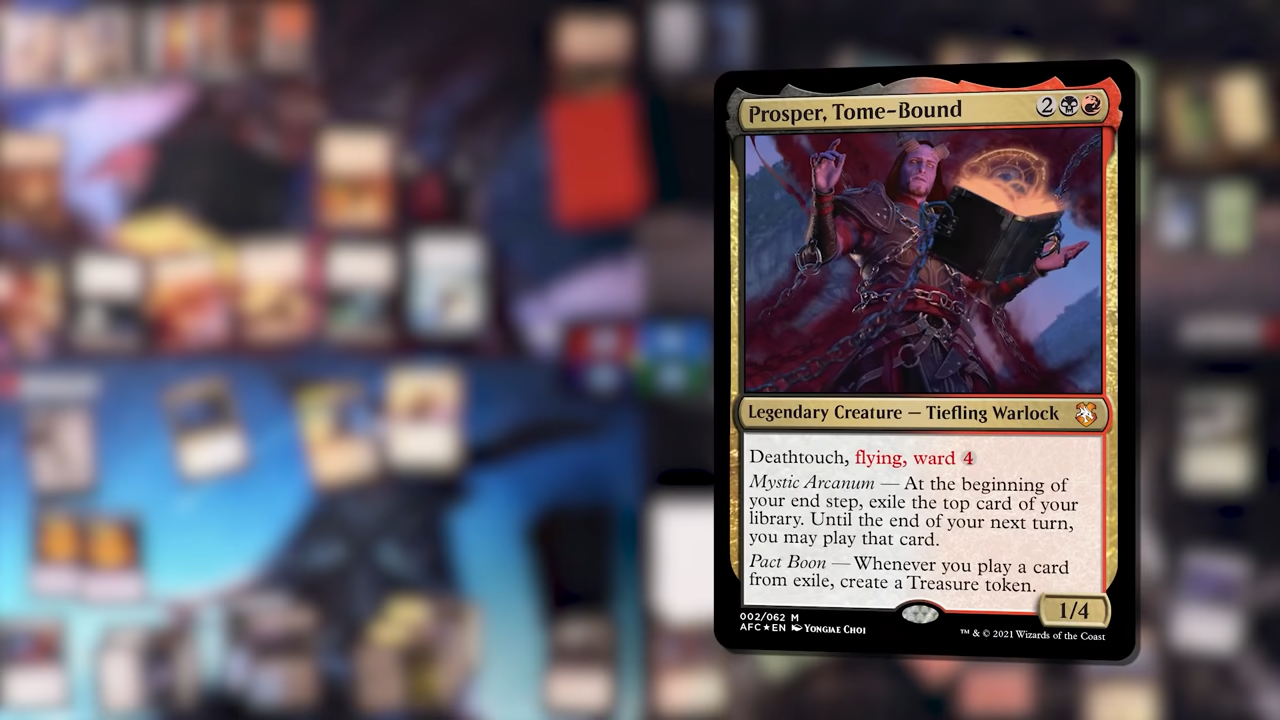 Prosper, Tome-Bound 2
Legendary Creature — Tiefling Warlock
Deathtouch, flying, ward 4
Mystic Arcanum — At the beginning of
your end step, exile the top card of your
library. Until the end of your next turn,
you may play that card.
Pact Boon — Whenever you play a card
from exile, create a Treasure token.
1/4
002/062 M
AFC★EN Yongjae Choi
™ & © 2021 Wizards of the Coast